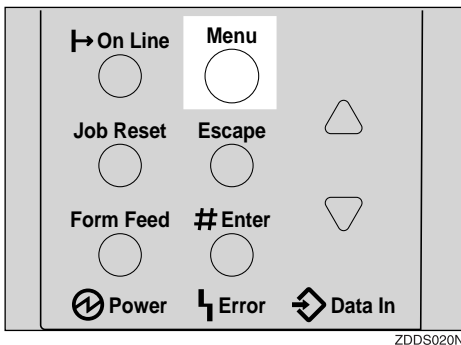 On Line Menu
Job Reset Escape
Form Feed # Enter
Power Error Data In
ZDDS020N